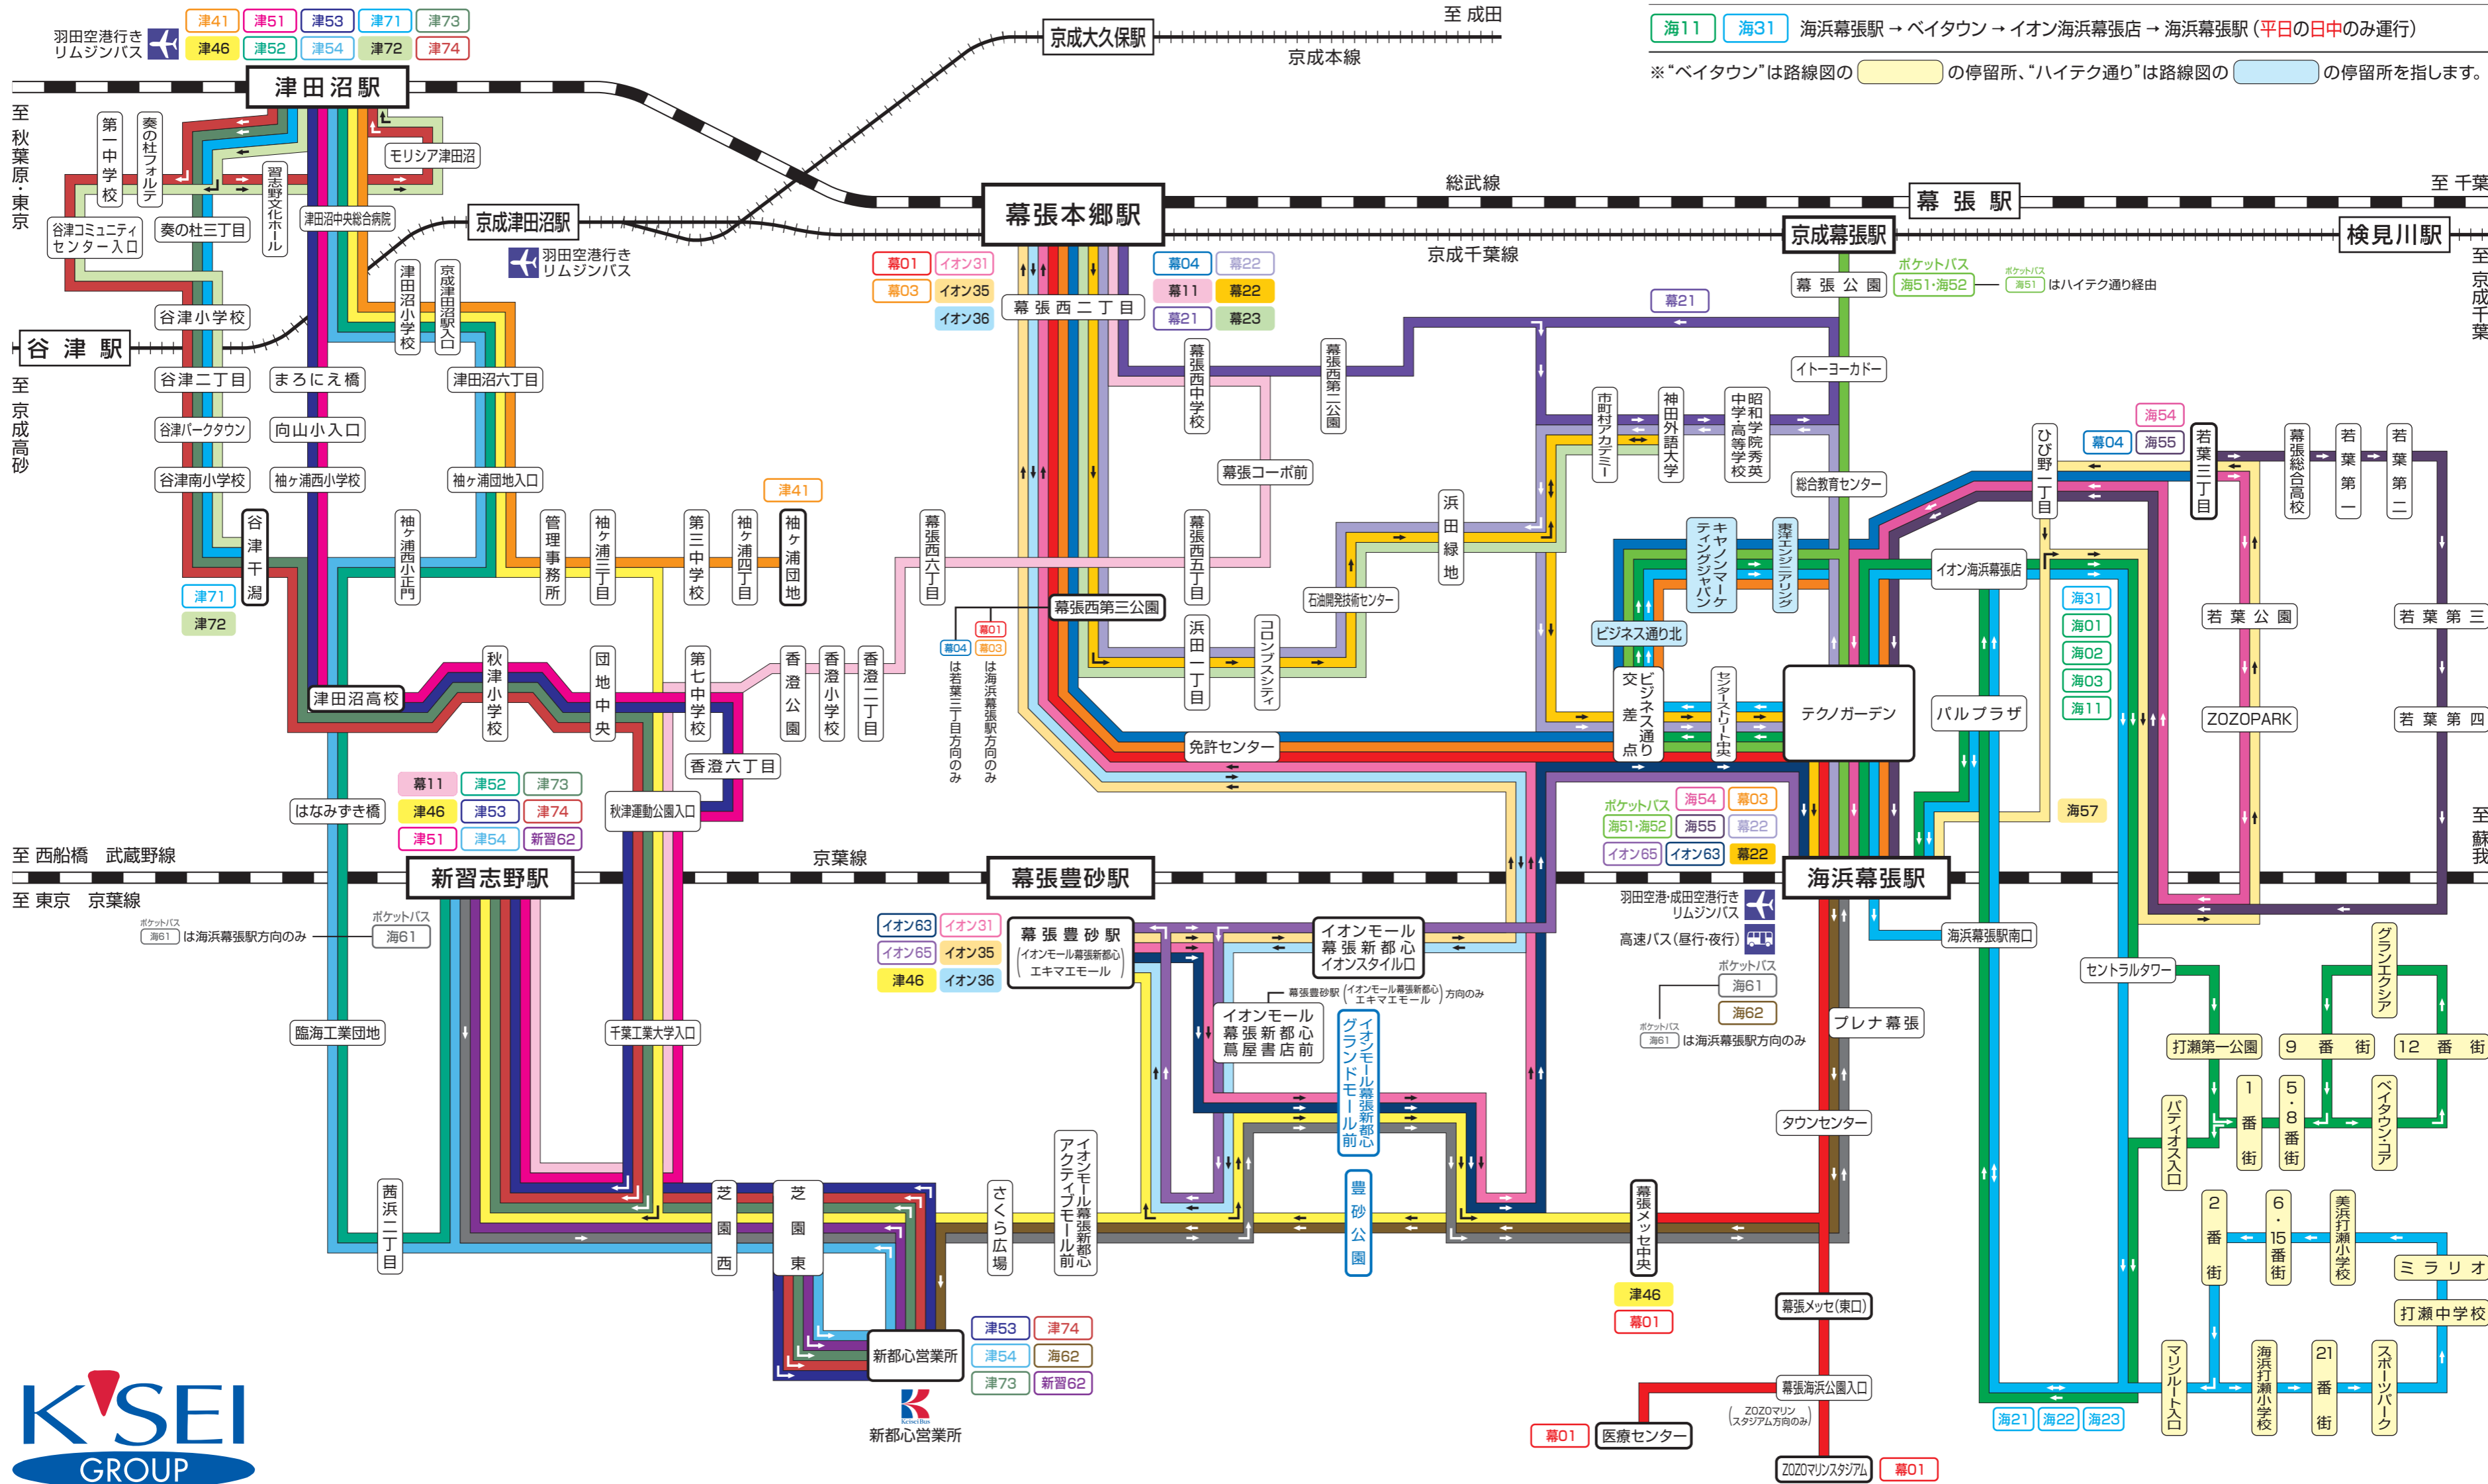 津41 津51 津53 津71 津73
羽田空港行き
リムジンバス
津46 津52 津54 津72 津74
津田沼駅
京成大久保駅
至 成田
京成本線
海11 海31 海浜幕張駅 → ベイタウン → イオン海浜幕張店 → 海浜幕張駅 (平日の日中のみ運行)
※“ベイタウン”は路線図の の停留所、“ハイテク通り”は路線図の の停留所を指します。
至 秋葉原・東京
第一中学校
奏の杜フォルテ
モリシア津田沼
習志野文化ホール
津田沼中央総合病院
谷津コミュニティ
センター入口
奏の杜三丁目
京成津田沼駅
羽田空港行き
リムジンバス
幕張本郷駅
総武線
幕張駅
至 千葉
京成幕張駅
検見川駅
京成千葉線
至 京成千葉
津田沼小学校
京成津田沼駅入口
谷津小学校
谷津駅
至 京成高砂
幕01 イオン31
幕03 イオン35
イオン36
幕張西二丁目
幕04 幕22
幕11 幕22
幕21 幕23
幕21
幕張公園
ポケットバス
海51・海52
ポケットバス
海51 はハイテク通り経由
谷津二丁目
まろにえ橋
津田沼六丁目
幕張西中学校
幕張西第二公園
イトーヨーカドー
谷津パークタウン
向山小入口
市町村アカデミー
神田外語大学
昭和学院秀英
中学・高等学校
海54
幕04 海55
ひび野一丁目
若葉三丁目
幕張総合高校
若葉第一
若葉第二
谷津南小学校
袖ヶ浦西小学校
袖ヶ浦団地入口
津41
幕張コーポ前
総合教育センター
谷津干潟
袖ヶ浦西小正門
管理事務所
袖ヶ浦三丁目
第三中学校
袖ヶ浦四丁目
袖ヶ浦団地
幕張西六丁目
幕張西五丁目
浜田緑地
石油開発技術センター
キヤノンマーケ
ティングジャパン
東洋エンジニアリング
イオン海浜幕張店
津71
津72
幕張西第三公園
幕01
幕04 幕03
は若葉三丁目方向のみ
は海浜幕張駅方向のみ
浜田一丁目
コロンブスシティ
ビジネス通り北
海31
海01
海02
海03
海11
若葉公園
若葉第三
津田沼高校
秋津小学校
団地中央
第七中学校
香澄公園
香澄小学校
香澄二丁目
ビジネス通り
交差点
センターストリート中央
テクノガーデン
パルプラザ
ZOZOPARK
若葉第四
免許センター
香澄六丁目
幕11 津52 津73
津46 津53 津74
津51 津54 新習62
はなみずき橋
秋津運動公園入口
ポケットバス 海54 幕03
海51・海52 海55 幕22
イオン65 イオン63 幕22
海57
至 蘇我
至 西船橋 武蔵野線
至 東京 京葉線
京葉線
新習志野駅
幕張豊砂駅
海浜幕張駅
ポケットバス
海61 は海浜幕張駅方向のみ
ポケットバス
海61
イオン63 イオン31
イオン65 イオン35
津46 イオン36
幕張豊砂駅
(イオンモール幕張新都心)
エキマエモール
イオンモール
幕張新都心
イオンスタイル口
羽田空港・成田空港行き
リムジンバス
高速バス(昼行・夜行)
ポケットバス
海61
海62
ポケットバス
海61 は海浜幕張駅方向のみ
海浜幕張駅南口
セントラルタワー
グランエクシア
幕張豊砂駅(イオンモール幕張新都心 エキマエモール)方向のみ
イオンモール
幕張新都心
蔦屋書店前
イオンモール幕張新都心
グランドモール前
プレナ幕張
臨海工業団地
千葉工業大学入口
打瀬第一公園
9番街
12番街
タウンセンター
パティオス入口
1番街
5・8番街
ベイタウン・コア
茜浜二丁目
芝園西
芝園東
さくら広場
イオンモール幕張新都心
アクティブモール前
豊砂公園
幕張メッセ中央
津46
幕01
2番街
6・15番街
美浜打瀬小学校
ミラリオ
打瀬中学校
幕張メッセ(東口)
新都心営業所
津53 津74
津54 海62
津73 新習62
Keisei Bus
新都心営業所
幕張海浜公園入口
(ZOZOマリン
スタジアム方向のみ)
マリンルート入口
海浜打瀬小学校
21番街
スポーツパーク
海21 海22 海23
幕01 医療センター
ZOZOマリンスタジアム 幕01
K'SEI
GROUP